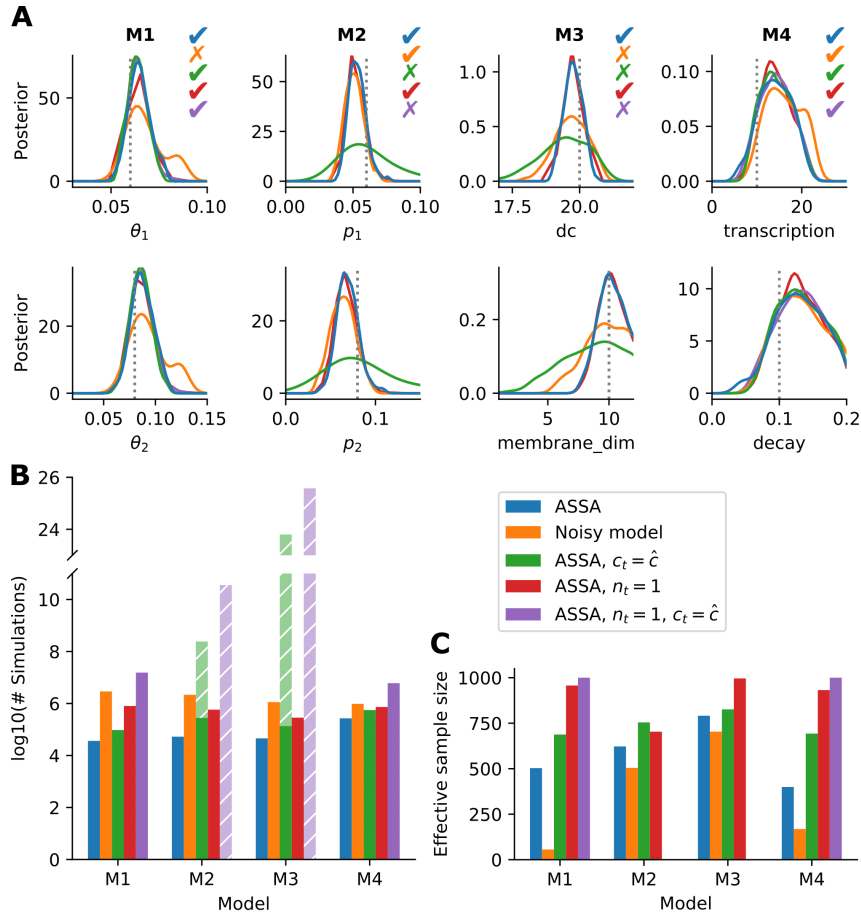 A
M1 ✔ ✗ ✔ ✔ ✔
M2 ✔ ✔ ✗ ✔ ✗
M3 ✔ ✗ ✗ ✔ ✗
M4 ✔ ✔ ✔ ✔ ✔
Posterior
50
0
0.05 0.10
θ1
50
25
0
0.00 0.05 0.10
p1
1.0
0.5
0.0
17.5 20.0
dc
0.10
0.05
0.00
0 20
transcription
Posterior
20
0
0.05 0.10 0.15
θ2
20
0
0.0 0.1
p2
0.2
0.0
5 10
membrane_dim
10
5
0
0.0 0.1 0.2
decay
B
log10(# Simulations)
26
24
10
8
6
4
2
0
M1 M2 M3 M4
Model
ASSA
Noisy model
ASSA, ct = ĉ
ASSA, nt = 1
ASSA, nt = 1, ct = ĉ
C
Effective sample size
1000
750
500
250
0
M1 M2 M3 M4
Model